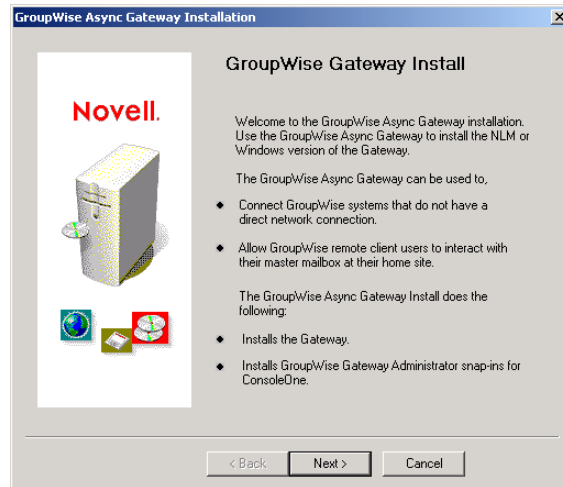 GroupWise Async Gateway Installation
GroupWise Gateway Install
Novell.
Welcome to the GroupWise Async Gateway installation.
Use the GroupWise Async Gateway to install the NLM or
Windows version of the Gateway.
The GroupWise Async Gateway can be used to,
Connect GroupWise systems that do not have a
direct network connection.
Allow GroupWise remote client users to interact with
their master mailbox at their home site.
The GroupWise Async Gateway Install does the
following:
Installs the Gateway.
Installs GroupWise Gateway Administrator snap-ins for
ConsoleOne.
< Back
Next >
Cancel